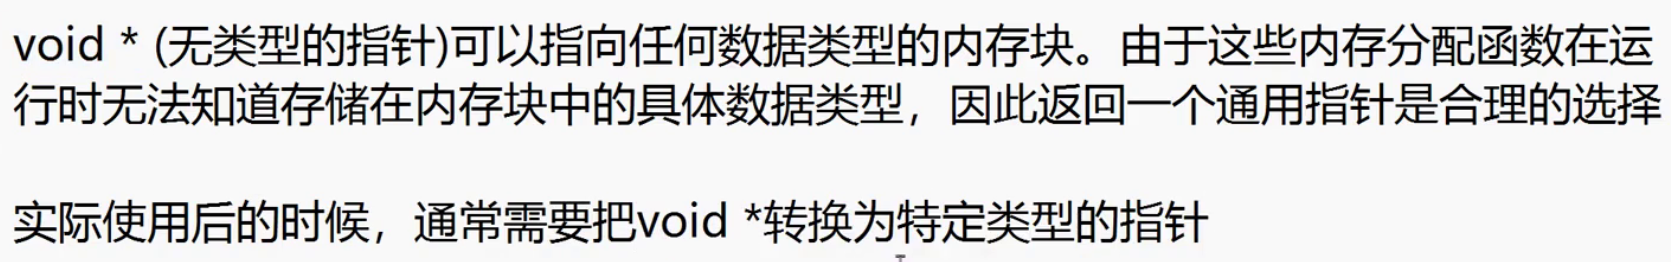 void * (无类型的指针)可以指向任何数据类型的内存块。由于这些内存分配函数在运
行时无法知道存储在内存块中的具体数据类型，因此返回一个通用指针是合理的选择
实际使用后的时候，通常需要把void *转换为特定类型的指针